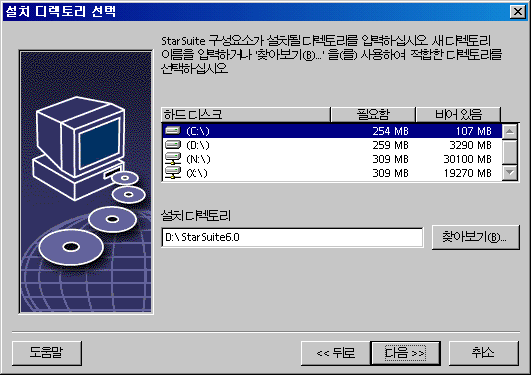 설치 디렉토리 선택
StarSuite 구성요소가 설치될 디렉토리를 입력하십시오. 새 디렉토리
이름을 입력하거나 '찾아보기(B)...' 을(를) 사용하여 적합한 디렉토리를
선택하십시오.
하드 디스크 필요함 비어 있음
(C:\) 254 MB 107 MB
(D:\) 259 MB 3290 MB
(N:\) 309 MB 30100 MB
(X:\) 309 MB 19270 MB
설치 디렉토리
D:\StarSuite6.0 찾아보기(B)...
도움말 << 뒤로 다음 >> 취소